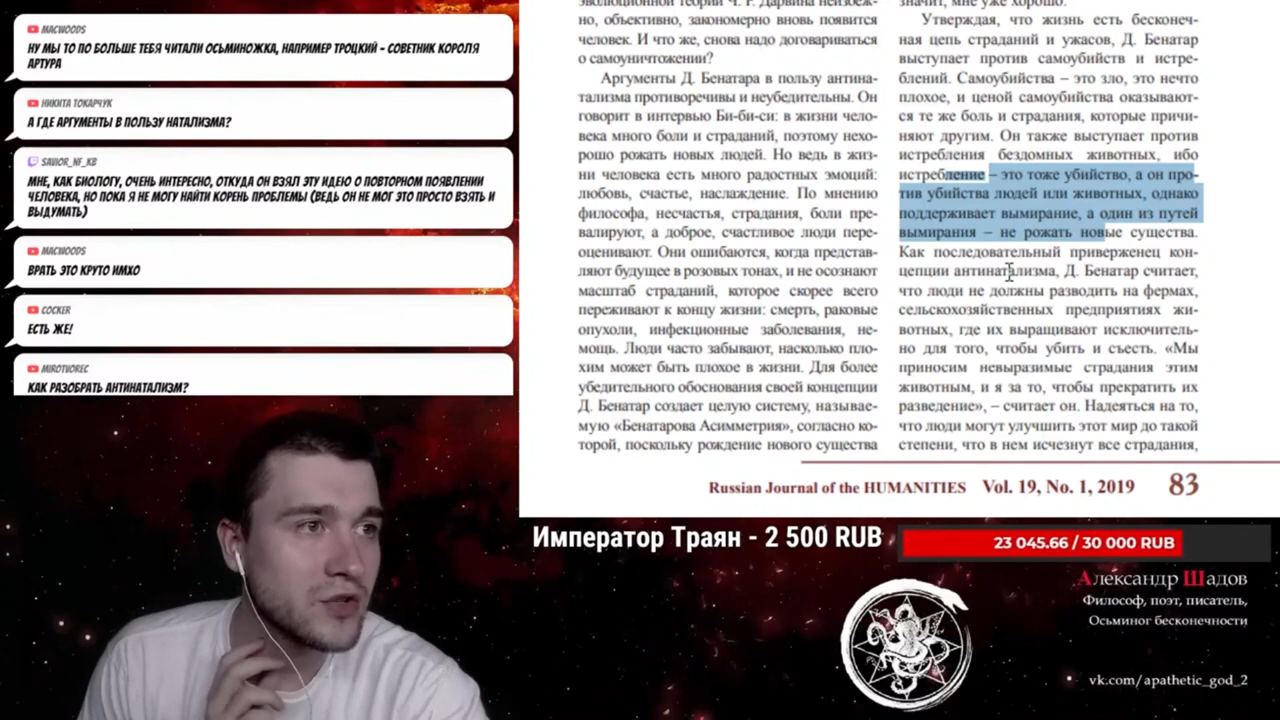 MACWOODS
НУ МЫ ТО ПО БОЛЬШЕ ТЕБЯ ЧИТАЛИ ОСЬМИНОЖКА, НАПРИМЕР ТРОЦКИЙ - СОВЕТНИК КОРОЛЯ
АРТУРА
НИКИТА ТОКАРЧУК
А ГДЕ АРГУМЕНТЫ В ПОЛЬЗУ НАТАЛИЗМА?
SAVIOR_NF_KB
МНЕ, КАК БИОЛОГУ, ОЧЕНЬ ИНТЕРЕСНО, ОТКУДА ОН ВЗЯЛ ЭТУ ИДЕЮ О ПОВТОРНОМ ПОЯВЛЕНИИ
ЧЕЛОВЕКА, НО ПОКА Я НЕ МОГУ НАЙТИ КОРЕНЬ ПРОБЛЕМЫ (ВЕДЬ ОН НЕ МОГ ЭТО ПРОСТО ВЗЯТЬ И
ВЫДУМАТЬ)
MACWOODS
ВРАТЬ ЭТО КРУТО ИМХО
COCKER
ЕСТЬ ЖЕ!
MIROTVOREC
КАК РАЗОБРАТЬ АНТИНАТАЛИЗМ?
эволюционной теории Ч. Р. Дарвина неизбеж-
но, объективно, закономерно вновь появится
человек. И что же, снова надо договариваться
о самоуничтожении?
Аргументы Д. Бенатара в пользу антина-
тализма противоречивы и неубедительны. Он
говорит в интервью Би-би-си: в жизни чело-
века много боли и страданий, поэтому нехо-
рошо рожать новых людей. Но ведь в жиз-
ни человека есть много радостных эмоций:
любовь, счастье, наслаждение. По мнению
философа, несчастья, страдания, боли пре-
валируют, а доброе, счастливое люди пере-
оценивают. Они ошибаются, когда представ-
ляют будущее в розовых тонах, и не осознают
масштаб страданий, которое скорее всего
переживают к концу жизни: смерть, раковые
опухоли, инфекционные заболевания, не-
мощь. Люди часто забывают, насколько пло-
хим может быть плохое в жизни. Для более
убедительного обоснования своей концепции
Д. Бенатар создает целую систему, называе-
мую «Бенатарова Асимметрия», согласно ко-
торой, поскольку рождение нового существа
значит, мне уже хорошо.
Утверждая, что жизнь есть бесконеч-
ная цепь страданий и ужасов, Д. Бенатар
выступает против самоубийств и истре-
блений. Самоубийства – это зло, это нечто
плохое, и ценой самоубийства оказывают-
ся те же боль и страдания, которые причи-
няют другим. Он также выступает против
истребления бездомных животных, ибо
истребление – это тоже убийство, а он про-
тив убийства людей или животных, однако
поддерживает вымирание, а один из путей
вымирания – не рожать новые существа.
Как последовательный приверженец кон-
цепции антинатализма, Д. Бенатар считает,
что люди не должны разводить на фермах,
сельскохозяйственных предприятиях жи-
вотных, где их выращивают исключитель-
но для того, чтобы убить и съесть. «Мы
приносим невыразимые страдания этим
животным, и я за то, чтобы прекратить их
разведение», – считает он. Надеяться на то,
что люди могут улучшить этот мир до такой
степени, что в нем исчезнут все страдания,
Russian Journal of the HUMANITIES Vol. 19, No. 1, 2019 83
Император Траян - 2 500 RUB
23 045.66 / 30 000 RUB
Александр Шадов
Философ, поэт, писатель,
Осьминог бесконечности
vk.com/apathetic_god_2